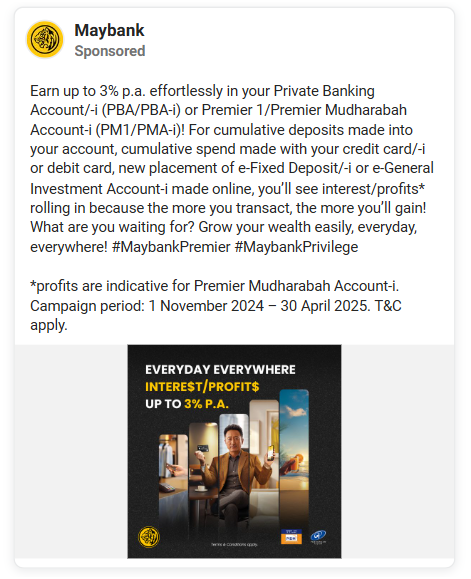 Maybank
Sponsored
Earn up to 3% p.a. effortlessly in your Private Banking
Account/-i (PBA/PBA-i) or Premier 1/Premier Mudharabah
Account-i (PM1/PMA-i)! For cumulative deposits made into
your account, cumulative spend made with your credit card/-i
or debit card, new placement of e-Fixed Deposit/-i or e-General
Investment Account-i made online, you'll see interest/profits*
rolling in because the more you transact, the more you'll gain!
What are you waiting for? Grow your wealth easily, everyday,
everywhere! #MaybankPremier #MaybankPrivilege
*profits are indicative for Premier Mudharabah Account-i.
Campaign period: 1 November 2024 – 30 April 2025. T&C
apply.
EVERYDAY EVERYWHERE
INTERE$T/PROFIT$
UP TO 3% P.A.
Terms & Conditions apply.